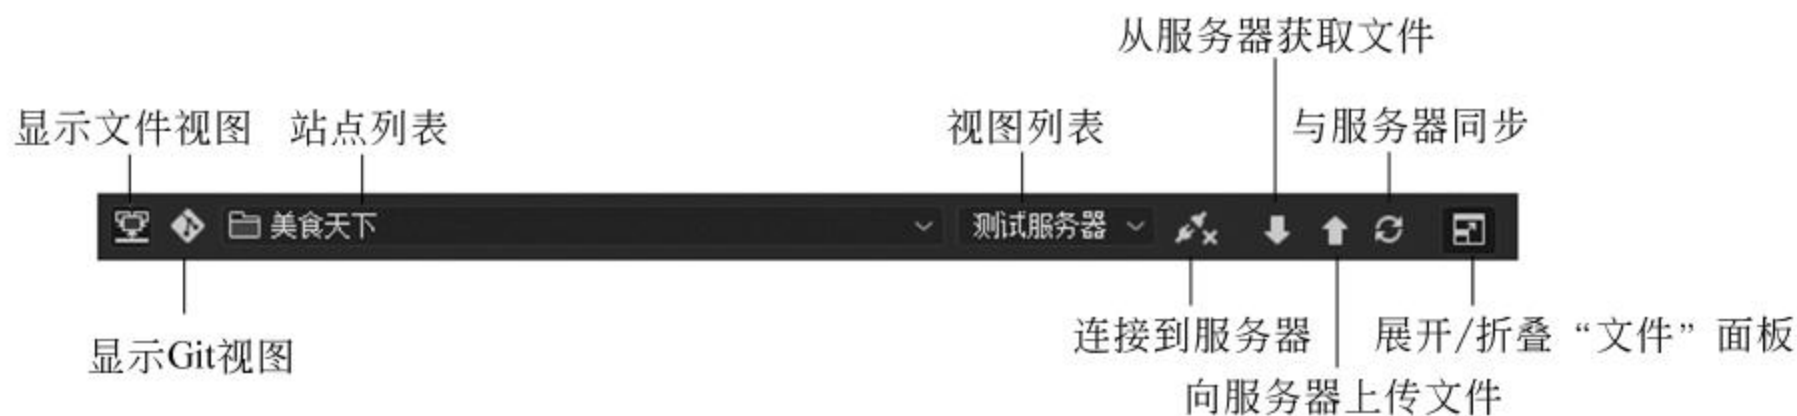 从服务器获取文件
显示文件视图 站点列表 视图列表 与服务器同步
美食天下 测试服务器
连接到服务器 展开/折叠“文件”面板
显示Git视图
向服务器上传文件